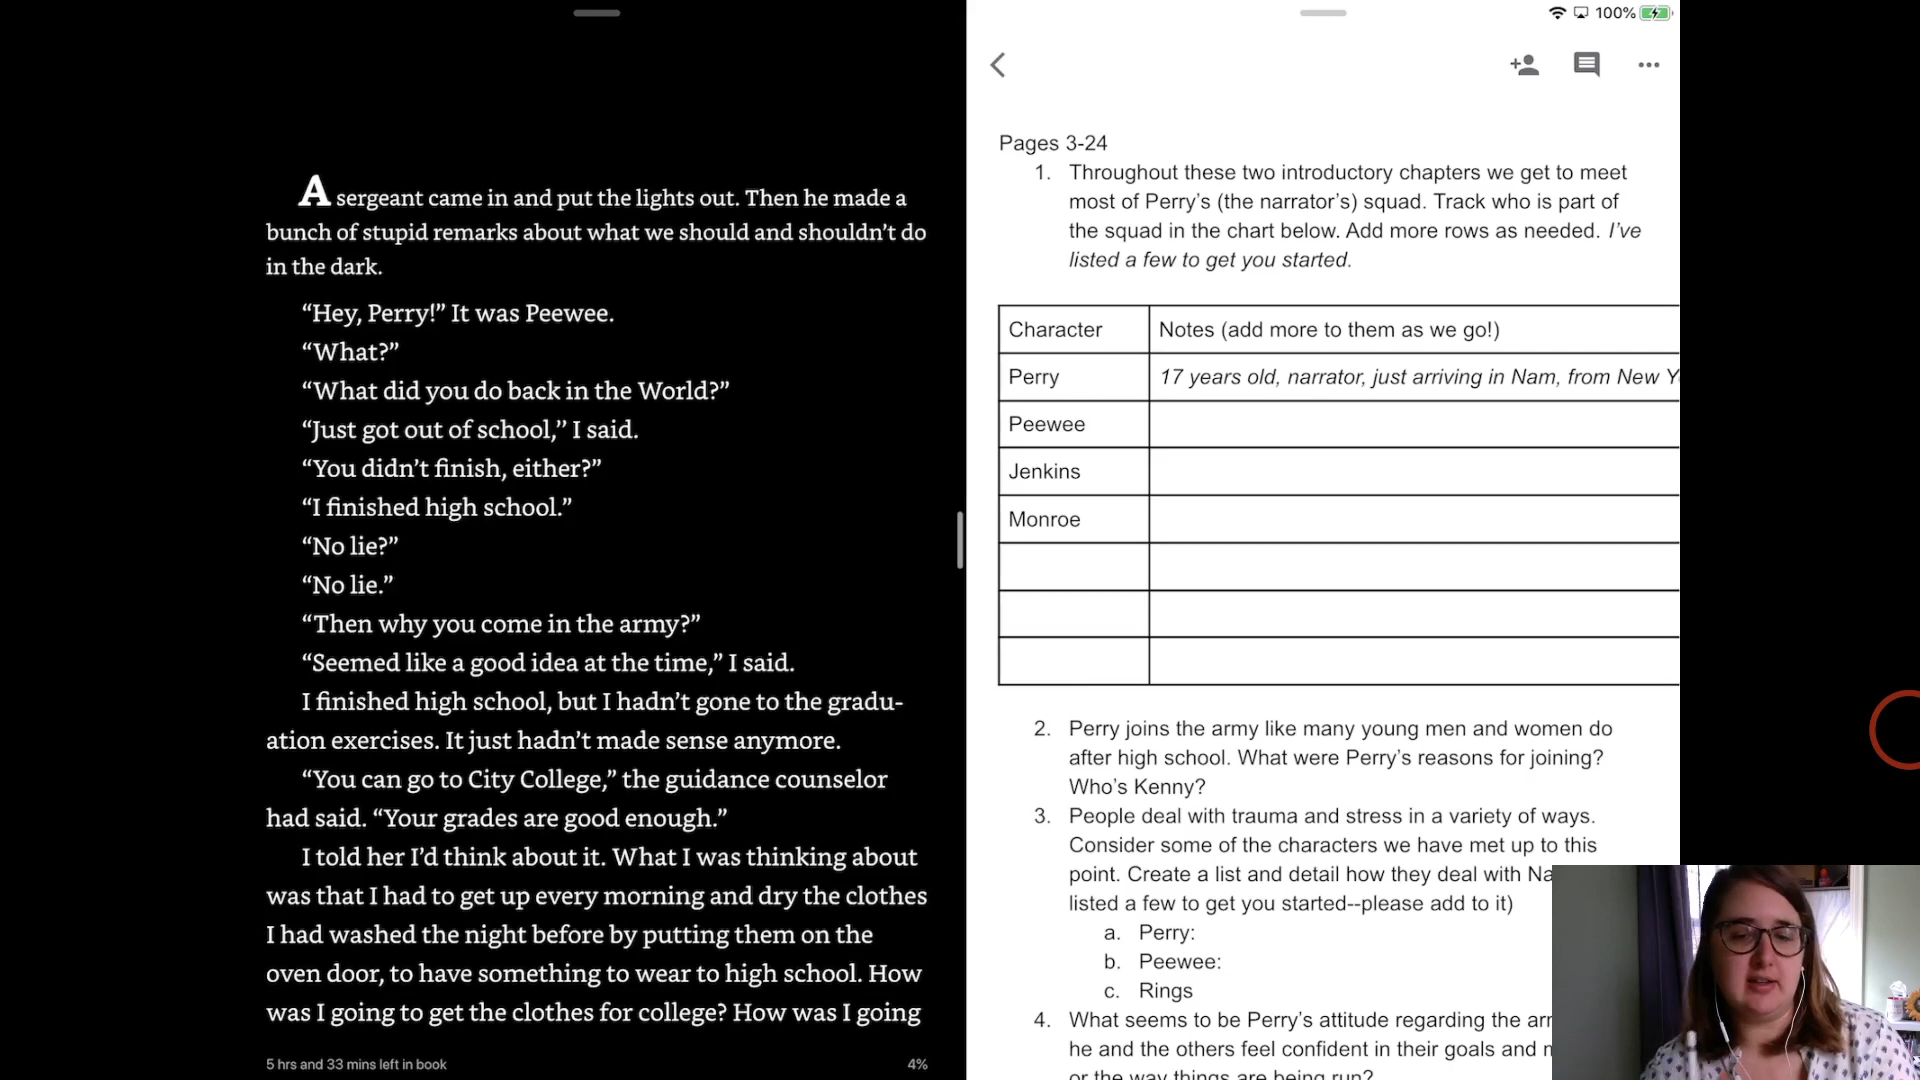 A sergeant came in and put the lights out. Then he made a
bunch of stupid remarks about what we should and shouldn’t do
in the dark.
“Hey, Perry!” It was Peewee.
“What?”
“What did you do back in the World?”
“Just got out of school,” I said.
“You didn’t finish, either?”
“I finished high school.”
“No lie?”
“No lie.”
“Then why you come in the army?”
“Seemed like a good idea at the time,” I said.
I finished high school, but I hadn’t gone to the gradu-
ation exercises. It just hadn’t made sense anymore.
“You can go to City College,” the guidance counselor
had said. “Your grades are good enough.”
I told her I’d think about it. What I was thinking about
was that I had to get up every morning and dry the clothes
I had washed the night before by putting them on the
oven door, to have something to wear to high school. How
was I going to get the clothes for college? How was I going
5 hrs and 33 mins left in book
4%
100%
Pages 3-24
1. Throughout these two introductory chapters we get to meet
most of Perry’s (the narrator’s) squad. Track who is part of
the squad in the chart below. Add more rows as needed. I’ve
listed a few to get you started.
Character Notes (add more to them as we go!)
Perry 17 years old, narrator, just arriving in Nam, from New Y
Peewee
Jenkins
Monroe
2. Perry joins the army like many young men and women do
after high school. What were Perry’s reasons for joining?
Who’s Kenny?
3. People deal with trauma and stress in a variety of ways.
Consider some of the characters we have met up to this
point. Create a list and detail how they deal with Na
listed a few to get you started--please add to it)
a. Perry:
b. Peewee:
c. Rings
4. What seems to be Perry’s attitude regarding the arr
he and the others feel confident in their goals and
or the way things are being run?